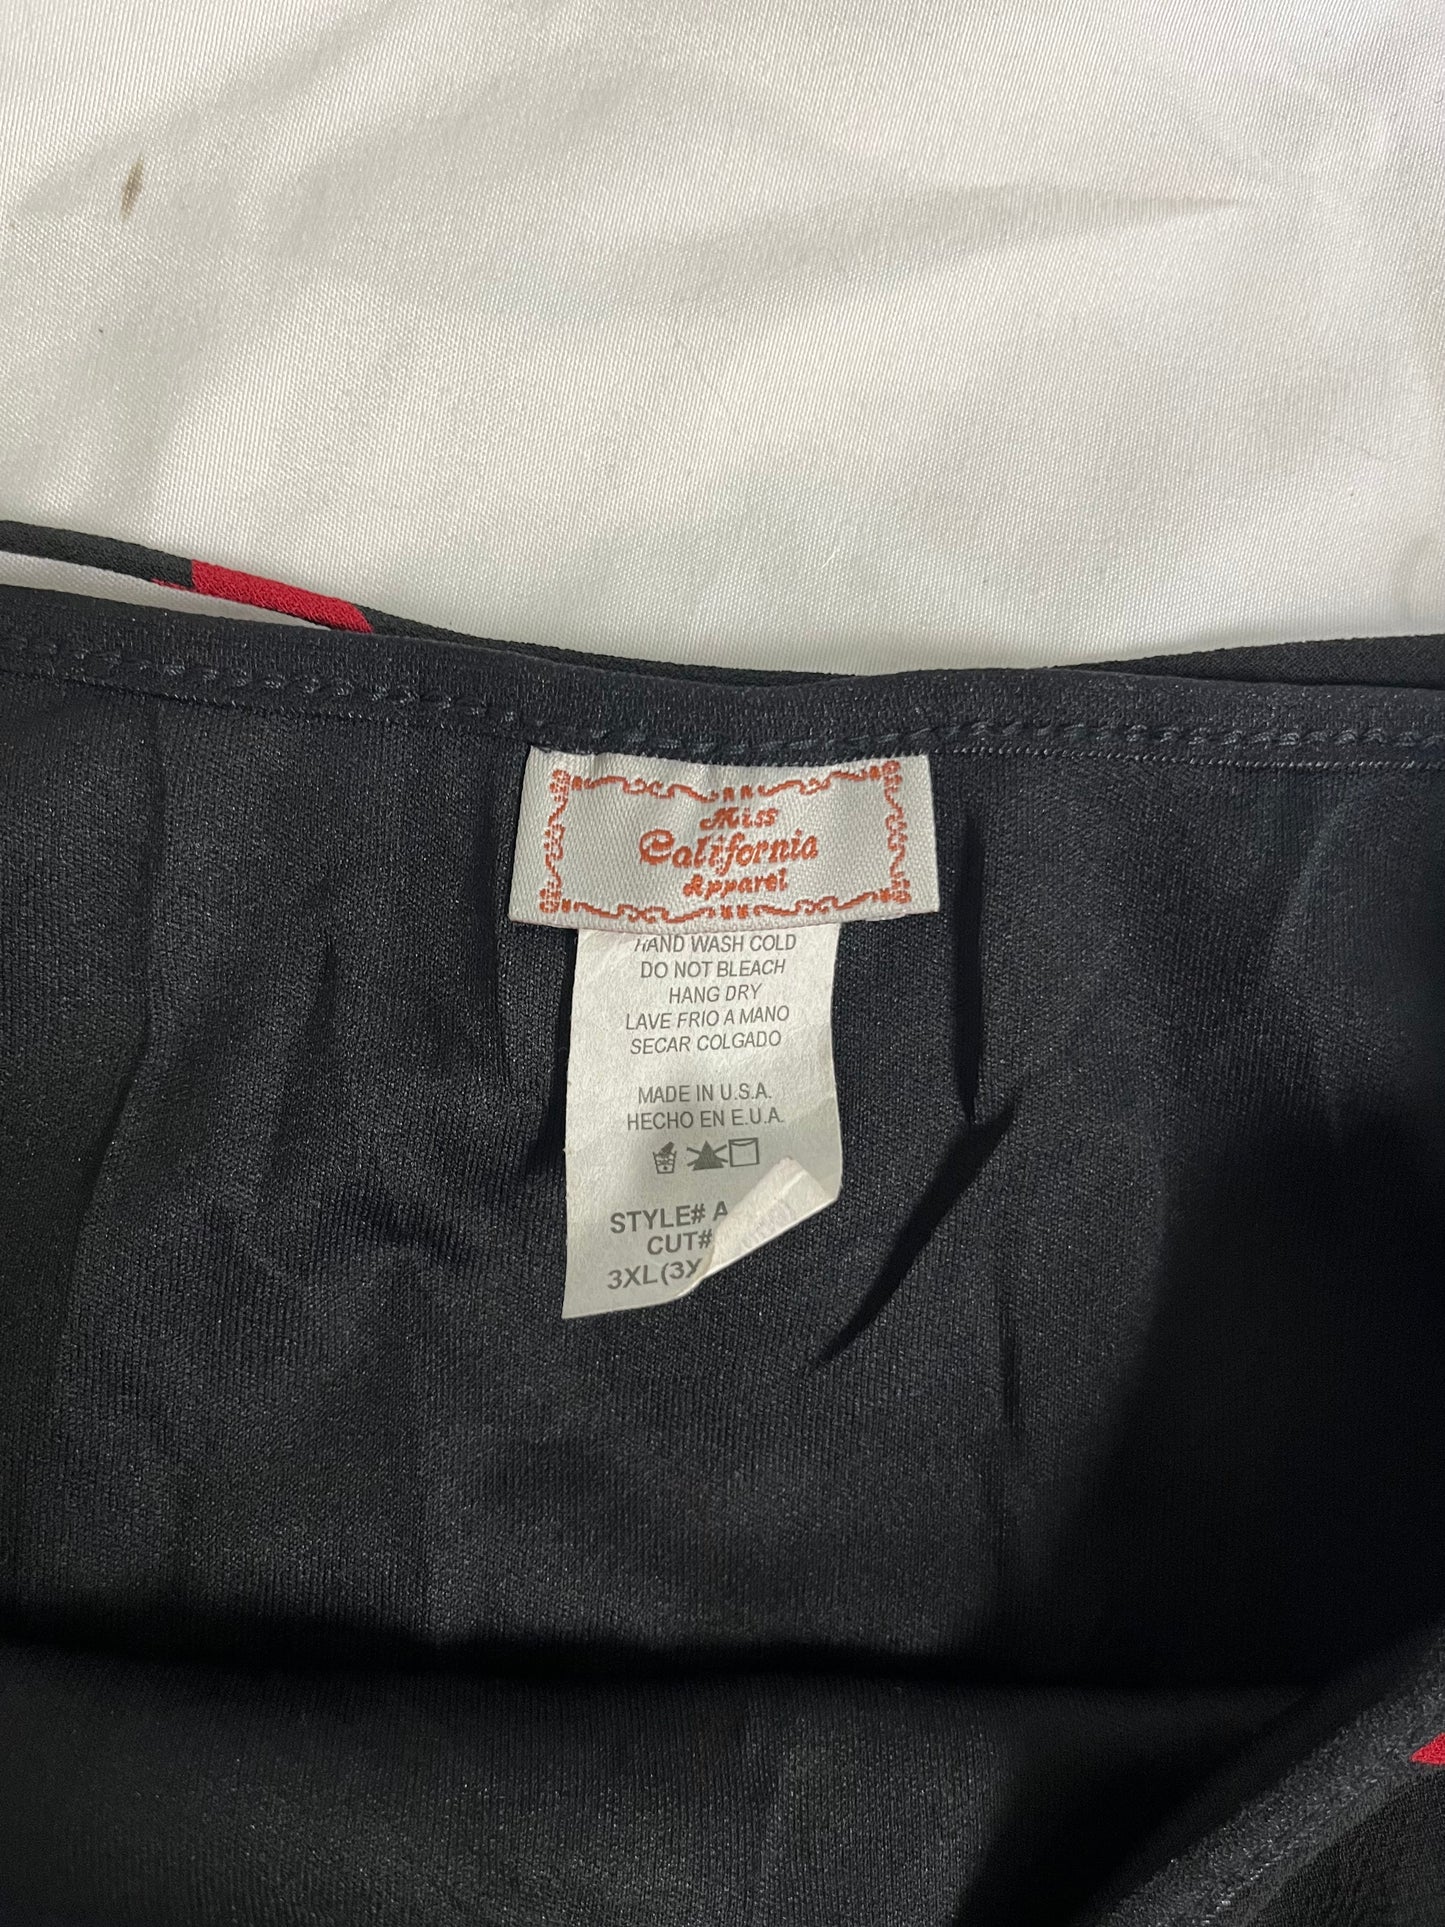 Miss
California
Apparel
HAND WASH COLD
DO NOT BLEACH
HANG DRY
LAVE FRIO A MANO
SECAR COLGADO
MADE IN U.S.A.
HECHO EN E.U.A.
STYLE# A
CUT#
3XL(3X